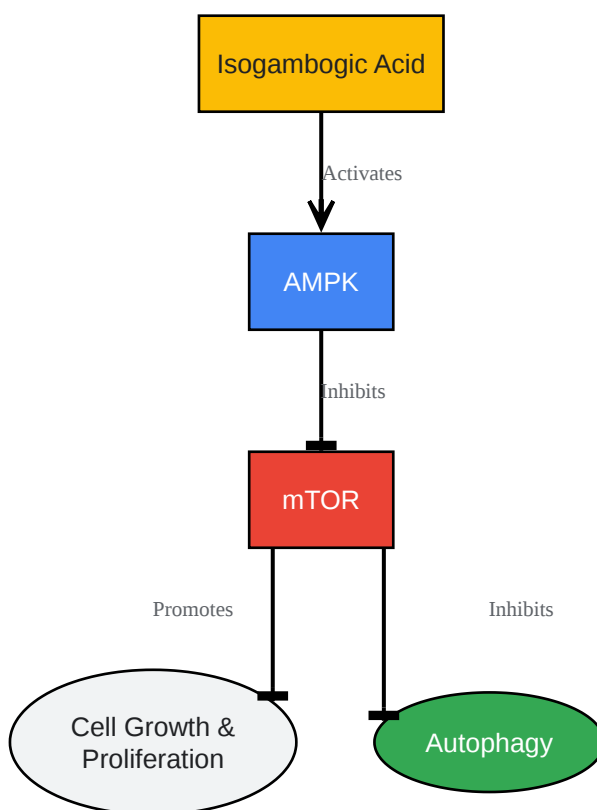 Isogambogic Acid
Activates
AMPK
Inhibits
mTOR
Promotes
Inhibits
Cell Growth &
Proliferation
Autophagy